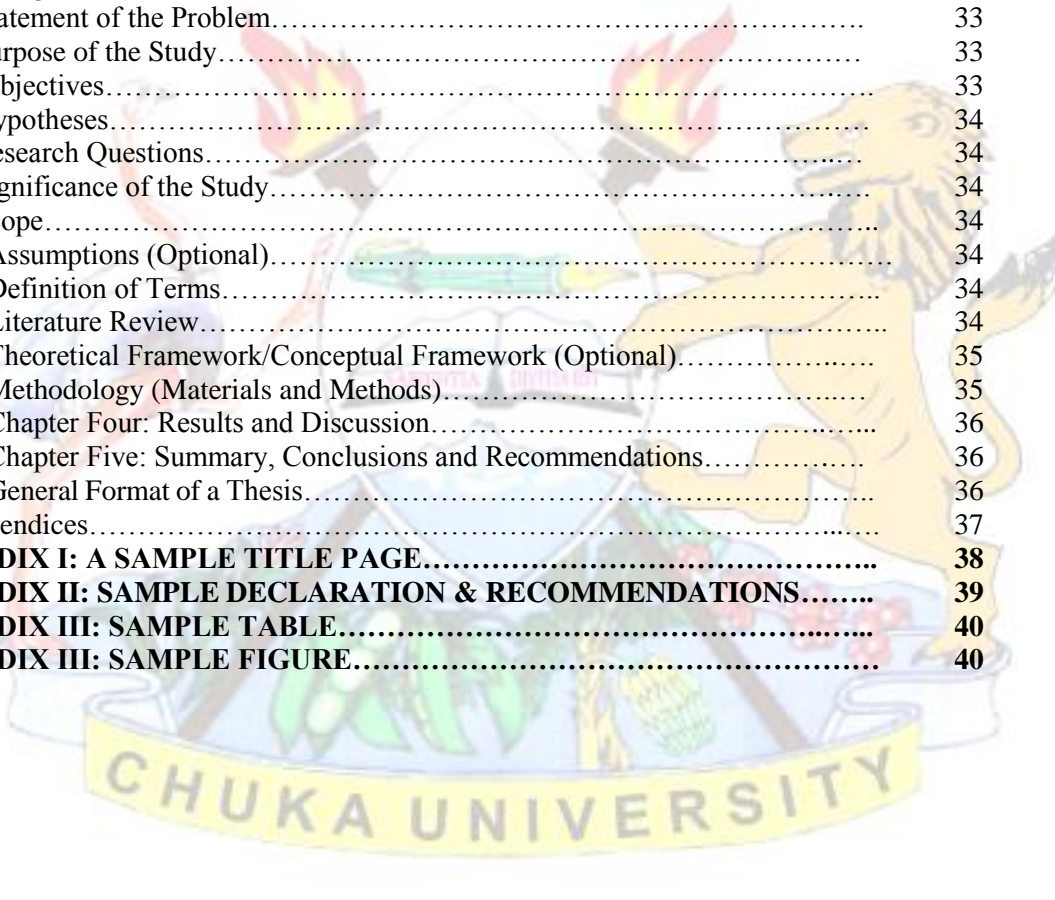 atement of the Problem…………………………………………………………. 33
urpose of the Study……………………………………………………………… 33
bjectives………………………………………………………………………….. 33
ypotheses…………………………………………………………………………. 34
esearch Questions…………………………………………………………..…. 34
gnificance of the Study……………………………………………………..…. 34
ope……………………………………………………………………………….. 34
Assumptions (Optional)………………………………………………………….. 34
Definition of Terms……………………………………………………………….. 34
Literature Review………………………………………………………………….. 34
Theoretical Framework/Conceptual Framework (Optional)……………..…. 35
Methodology (Materials and Methods)……………………………………..…. 35
Chapter Four: Results and Discussion………………………………………..….. 36
Chapter Five: Summary, Conclusions and Recommendations………….…. 36
General Format of a Thesis……………………………………………………….. 36
endices………………………………………………………………………...…… 37
DIX I: A SAMPLE TITLE PAGE……………………………………….. 38
DIX II: SAMPLE DECLARATION & RECOMMENDATIONS…….. 39
DIX III: SAMPLE TABLE………………………………………...…... 40
DIX III: SAMPLE FIGURE……………………………………………… 40
CHUKA UNIVERSITY